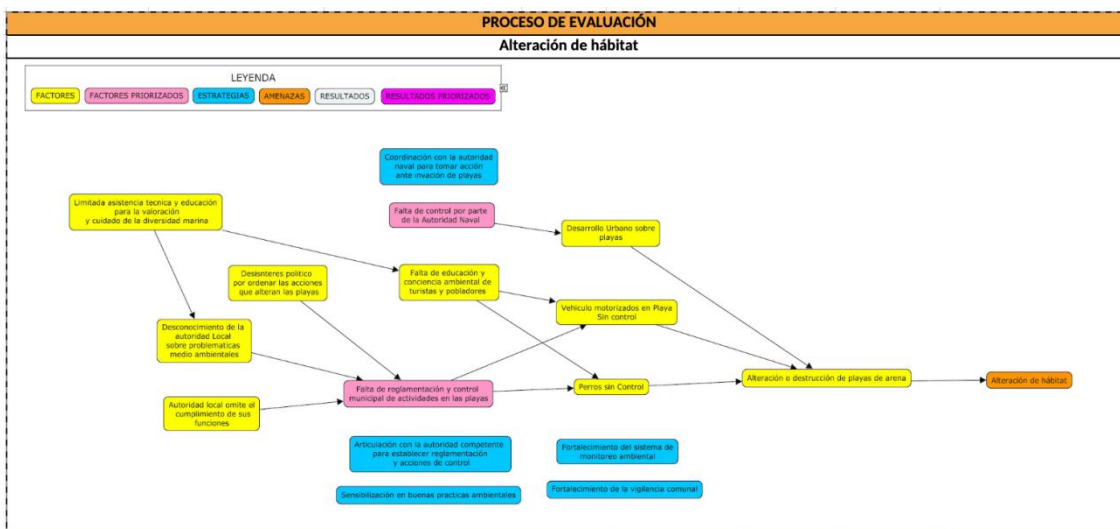 PROCESO DE EVALUACIÓN
Alteración de hábitat
LEYENDA
FACTORES
FACTORES PRIORIZADOS
ESTRATEGIAS
AMENAZAS
RESULTADOS
RESULTADOS PRIORIZADOS
Coordinación con la autoridad
naval para tomar acción
ante invación de playas
Limitada asistencia tecnica y educación
para la valoración
y cuidado de la diversidad marina
Falta de control por parte
de la Autoridad Naval
Desarrollo Urbano sobre
playas
Desisnteres politico
por ordenar las acciones
que alteran las playas
Falta de educación y
conciencia ambiental de
turistas y pobladores
Vehiculo motorizados en Playa
Sin control
Desconocimiento de la
autoridad Local
sobre problematicas
medio ambientales
Falta de reglamentación y control
municipal de actividades en las playas
Perros sin Control
Alteración o destrucción de playas de arena
Alteración de hábitat
Autoridad local omite el
cumplimiento de sus
funciones
Articulación con la autoridad competente
para establecer reglamentación
y acciones de control
Fortalecimiento del sistema de
monitoreo ambiental
Sensibilización en buenas practicas ambientales
Fortalecimiento de la vigilancia comunal